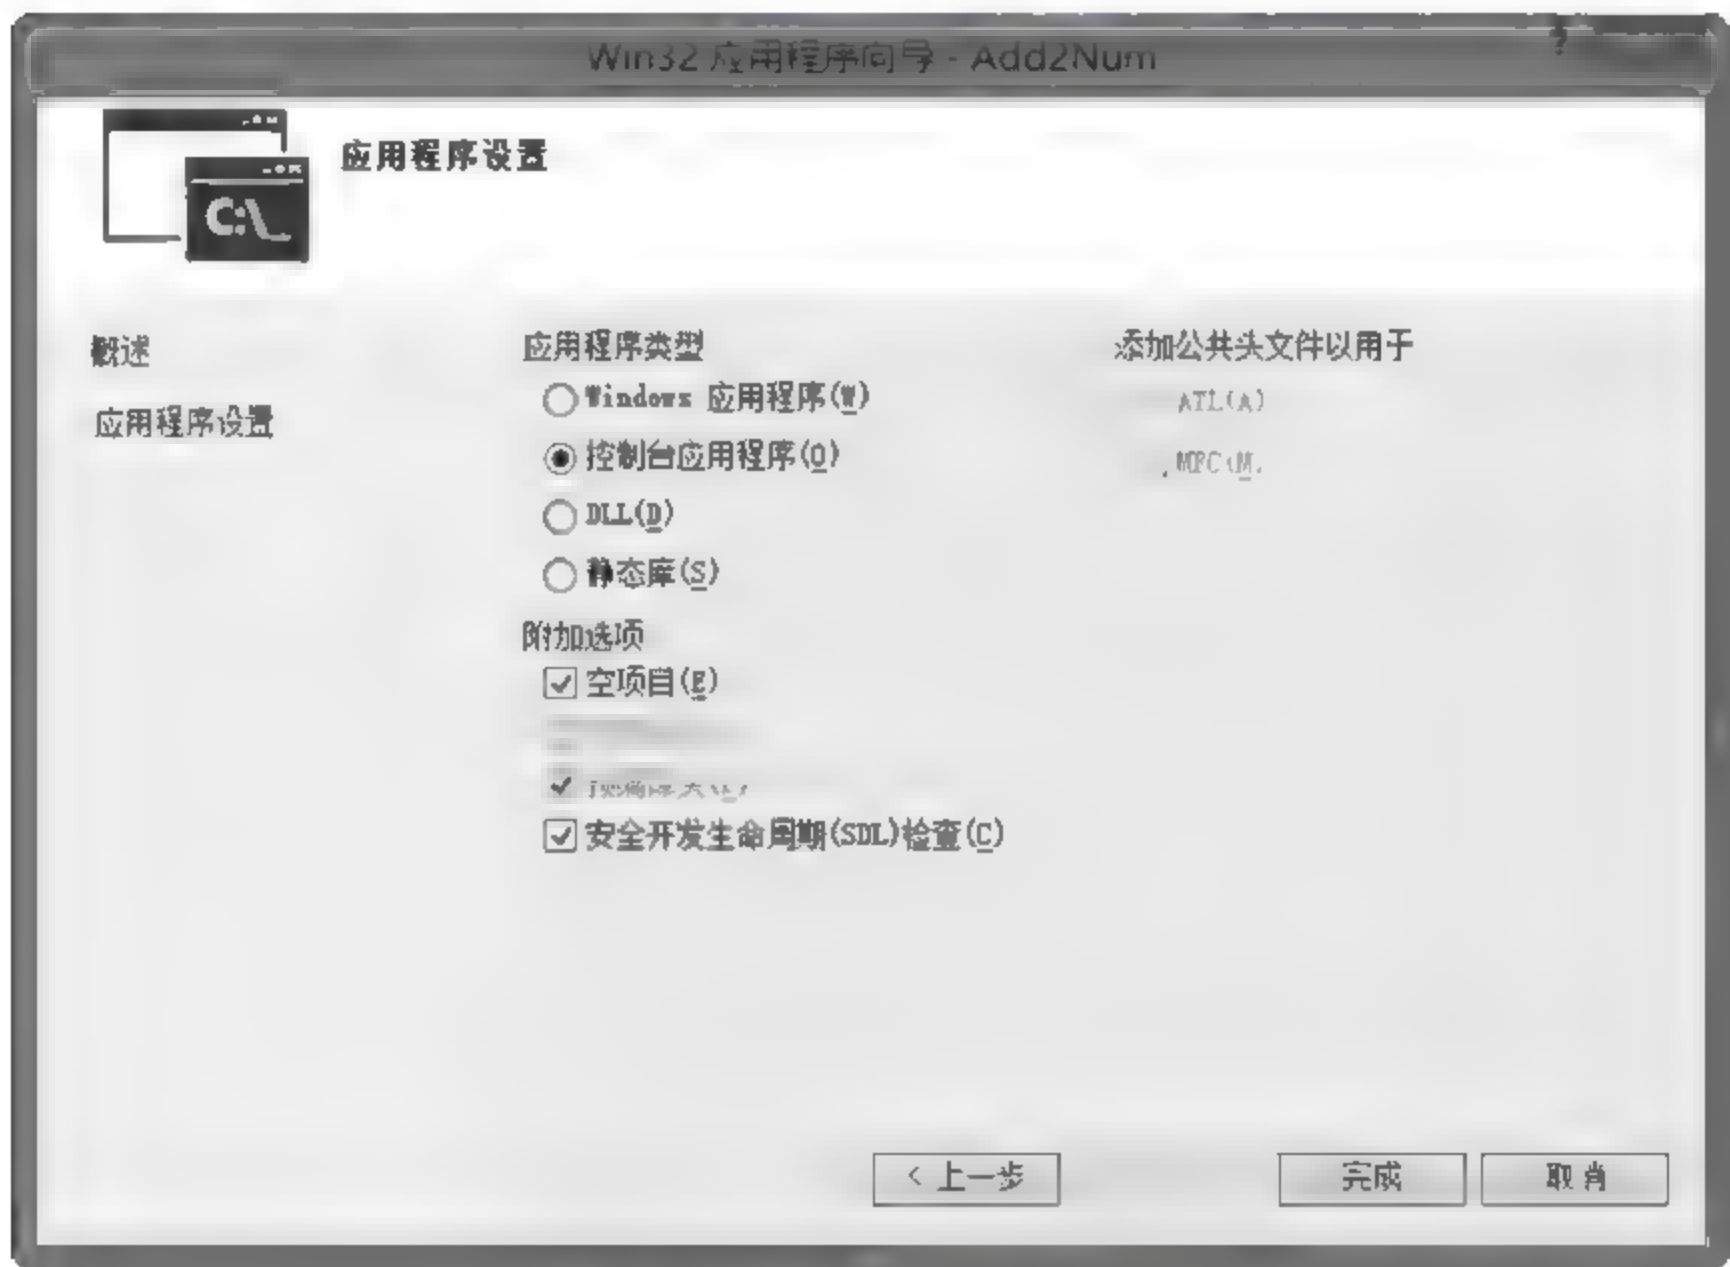 Win32 应用程序向导 - Add2Num
C:\_
应用程序设置
概述
应用程序设置
应用程序类型
Windows 应用程序(W)
控制台应用程序(O)
DLL(D)
静态库(S)
附加选项
空项目(E)
安全开发生命周期(SDL)检查(C)
添加公共头文件以用于
ATL(A)
MFC(M)
< 上一步
完成
取消